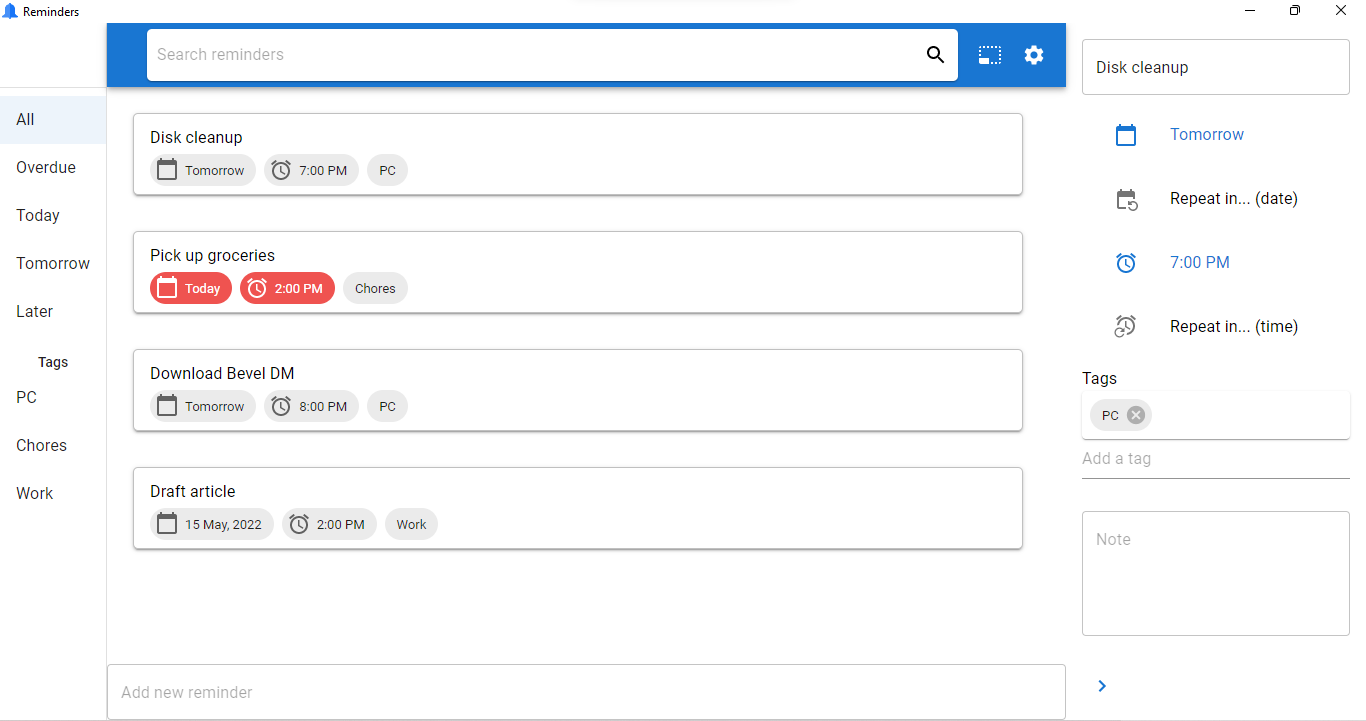 Reminders
Search reminders
All
Overdue
Today
Tomorrow
Later
Tags
PC
Chores
Work
Disk cleanup
Tomorrow 7:00 PM PC
Pick up groceries
Today 2:00 PM Chores
Download Bevel DM
Tomorrow 8:00 PM PC
Draft article
15 May, 2022 2:00 PM Work
Add new reminder
Disk cleanup
Tomorrow
Repeat in... (date)
7:00 PM
Repeat in... (time)
Tags
PC
Add a tag
Note